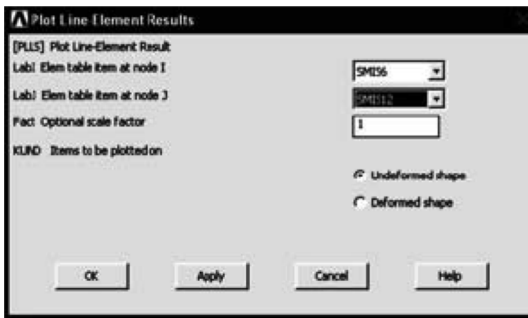 Plot Line Element Results
[PLLS] Plot Line-Element Result
LabI Elem table item at node I
SMIS6
LabJ Elem table item at node J
SMIS12
Fact Optional scale factor
1
KUND Items to be plotted on
Undeformed shape
Deformed shape
OK Apply Cancel Help